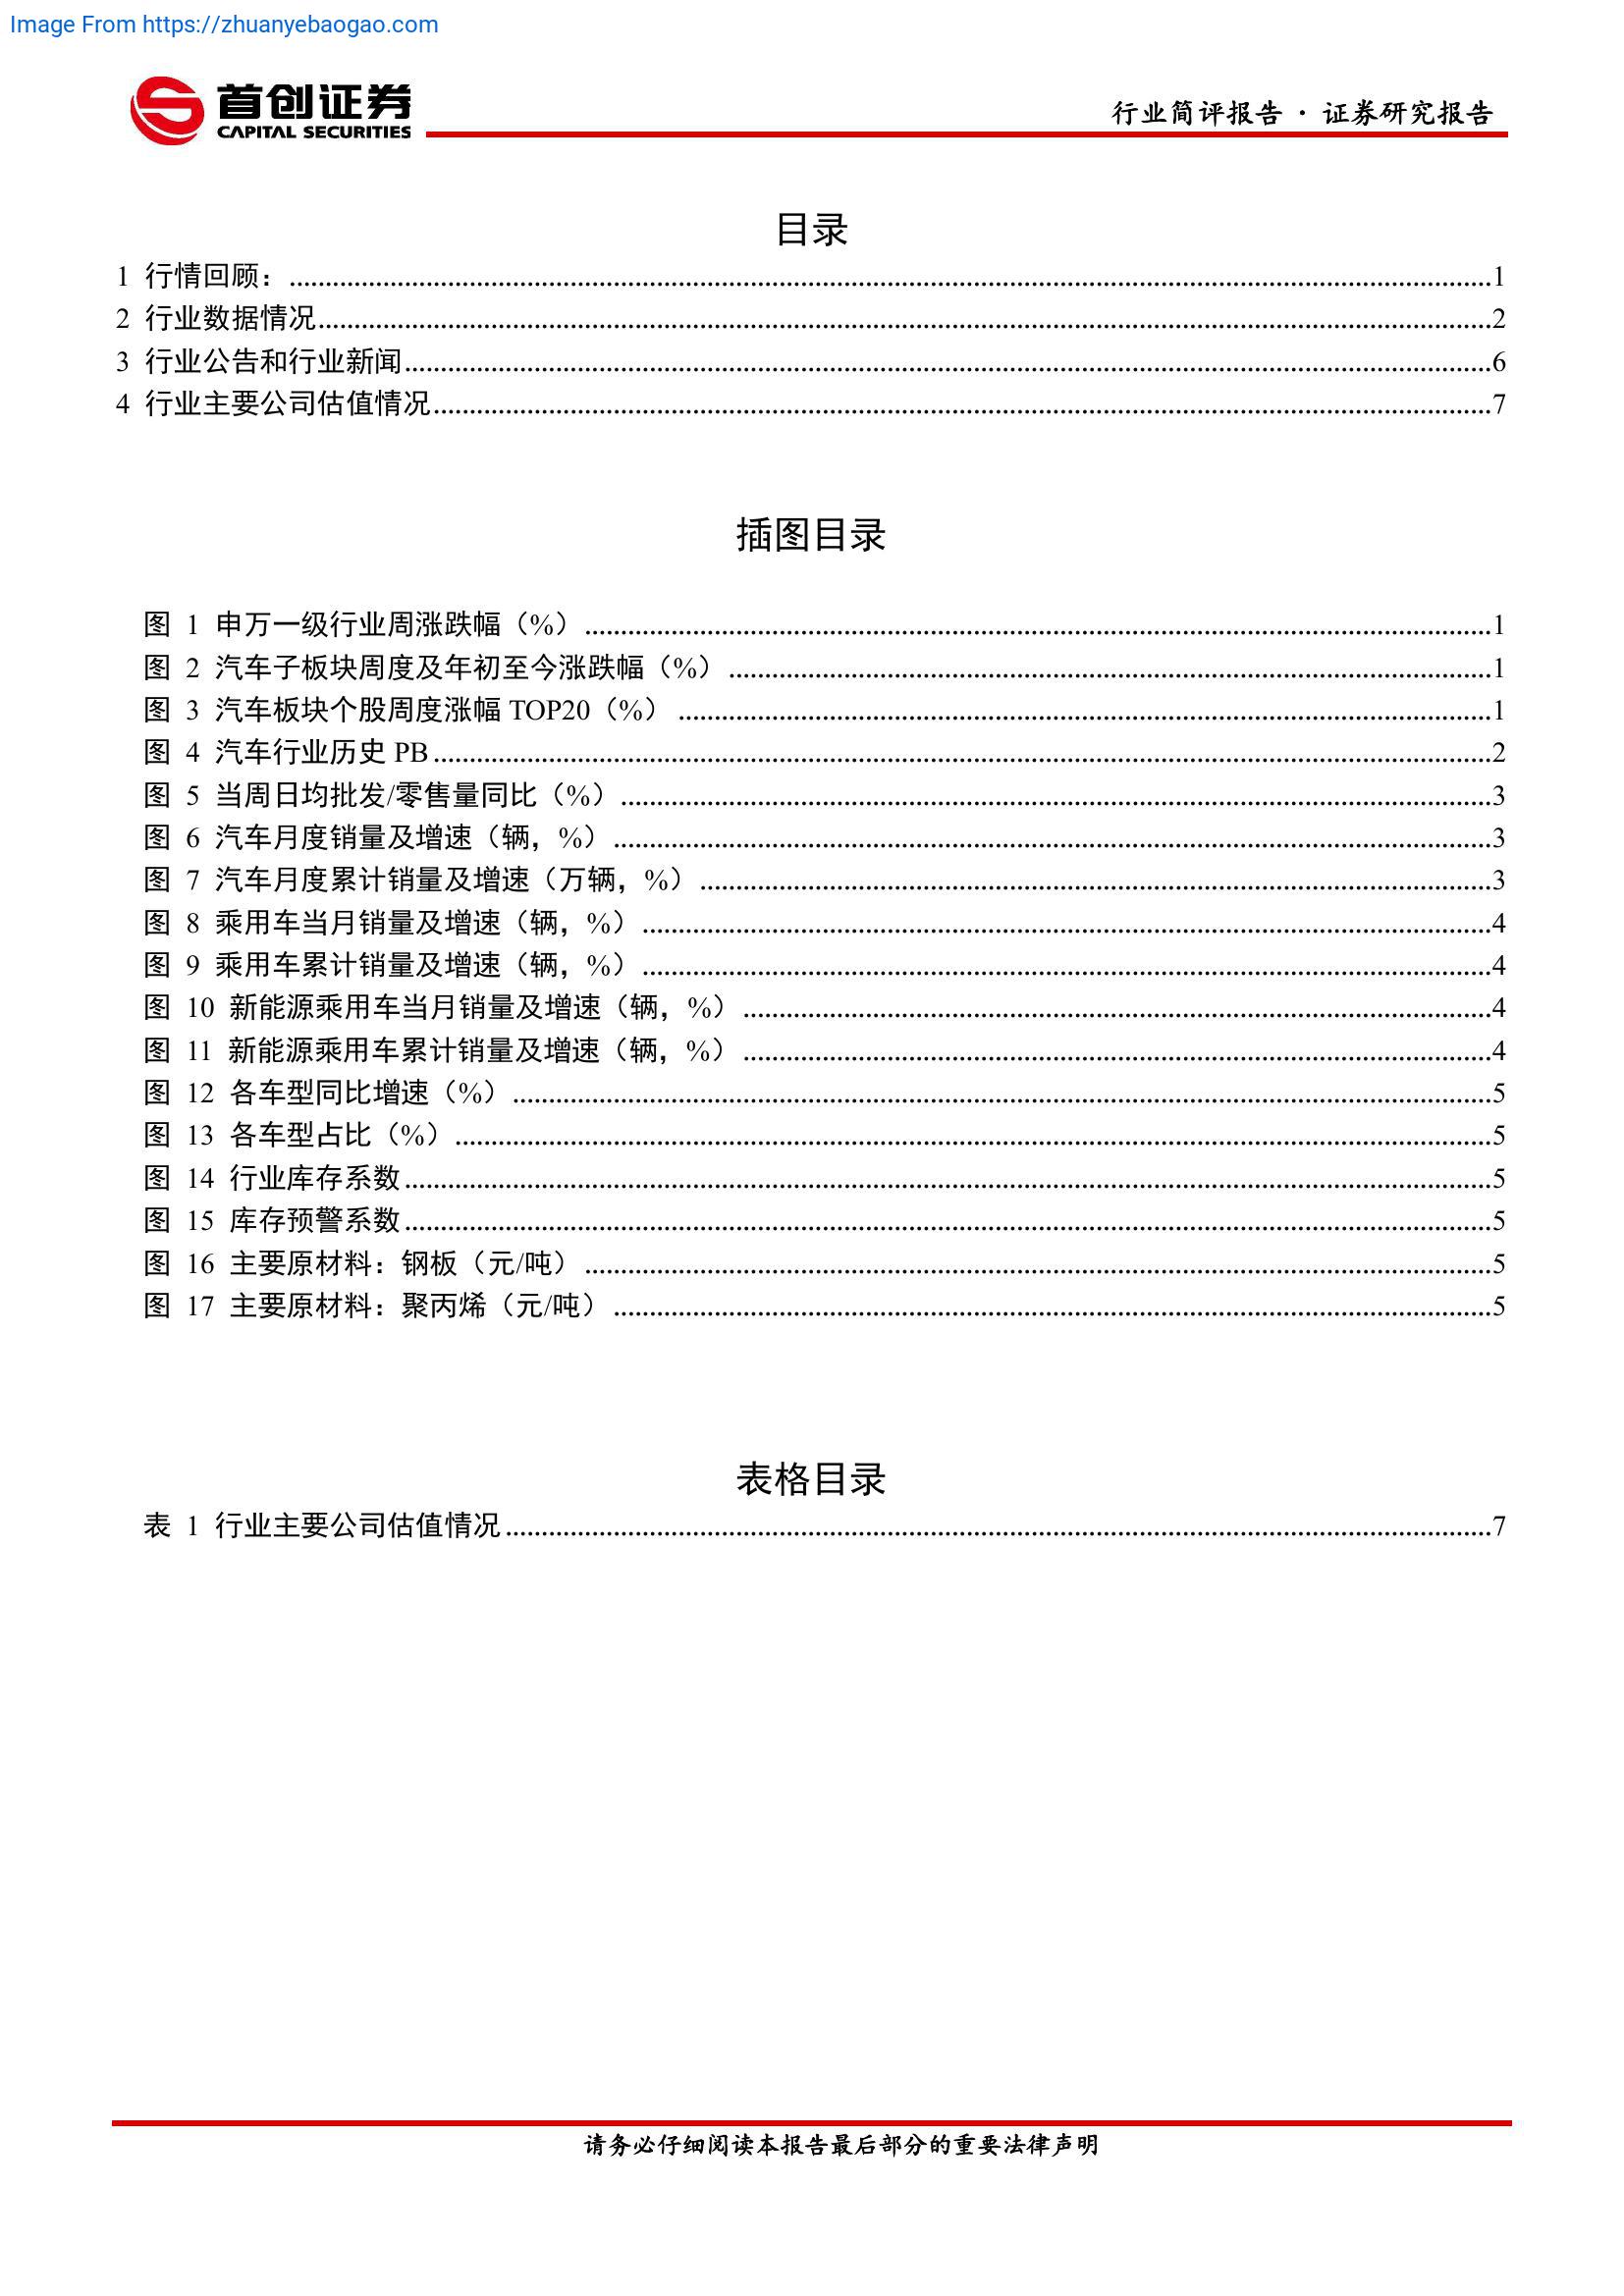 Image From https://zhuanyebaogao.com
首创证券
CAPITAL SECURITIES
行业简评报告 · 证券研究报告
目录
1 行情回顾：........1
2 行业数据情况........2
3 行业公告和行业新闻........6
4 行业主要公司估值情况........7
插图目录
图 1 申万一级行业周涨跌幅（%）........1
图 2 汽车子板块周度及年初至今涨跌幅（%）........1
图 3 汽车板块个股周度涨幅 TOP20（%）........1
图 4 汽车行业历史 PB........2
图 5 当周日均批发/零售量同比（%）........3
图 6 汽车月度销量及增速（辆，%）........3
图 7 汽车月度累计销量及增速（万辆，%）........3
图 8 乘用车当月销量及增速（辆，%）........4
图 9 乘用车累计销量及增速（辆，%）........4
图 10 新能源乘用车当月销量及增速（辆，%）........4
图 11 新能源乘用车累计销量及增速（辆，%）........4
图 12 各车型同比增速（%）........5
图 13 各车型占比（%）........5
图 14 行业库存系数........5
图 15 库存预警系数........5
图 16 主要原材料：钢板（元/吨）........5
图 17 主要原材料：聚丙烯（元/吨）........5
表格目录
表 1 行业主要公司估值情况........7
请务必仔细阅读本报告最后部分的重要法律声明